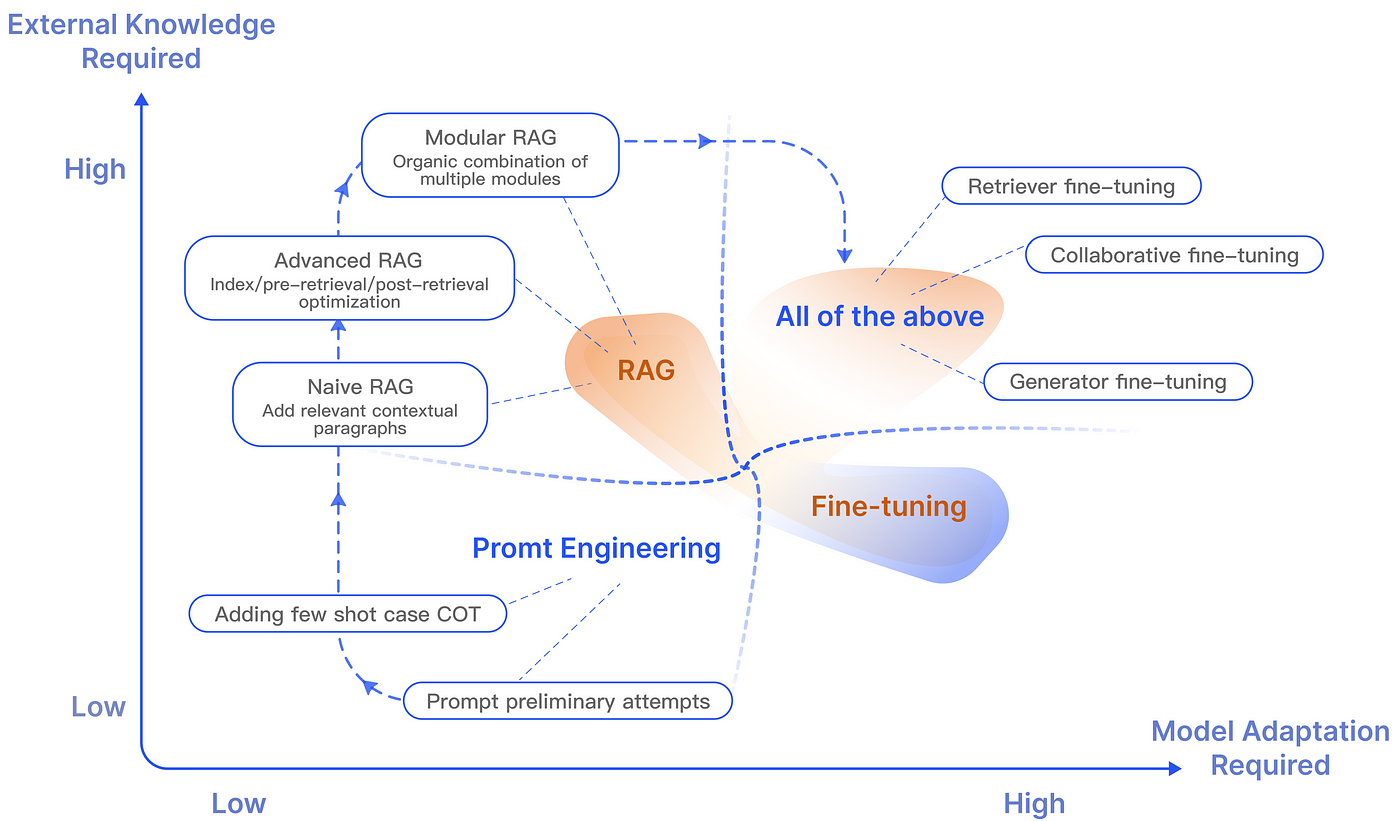 External Knowledge
Required
High
Modular RAG
Organic combination of
multiple modules
Retriever fine-tuning
Advanced RAG
Index/pre-retrieval/post-retrieval
optimization
Collaborative fine-tuning
All of the above
RAG
Naive RAG
Add relevant contextual
paragraphs
Generator fine-tuning
Fine-tuning
Promt Engineering
Adding few shot case COT
Prompt preliminary attempts
Low
Model Adaptation
Required
Low
High